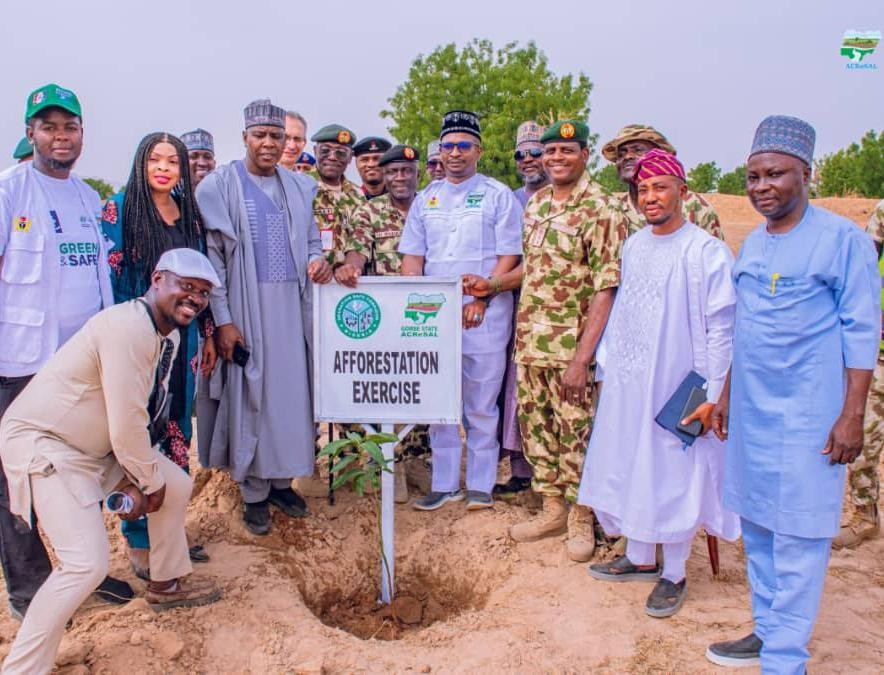 ACReSAL
GREEN
& SAFE
GOMBE STATE
ACReSAL
AFFORESTATION
EXERCISE